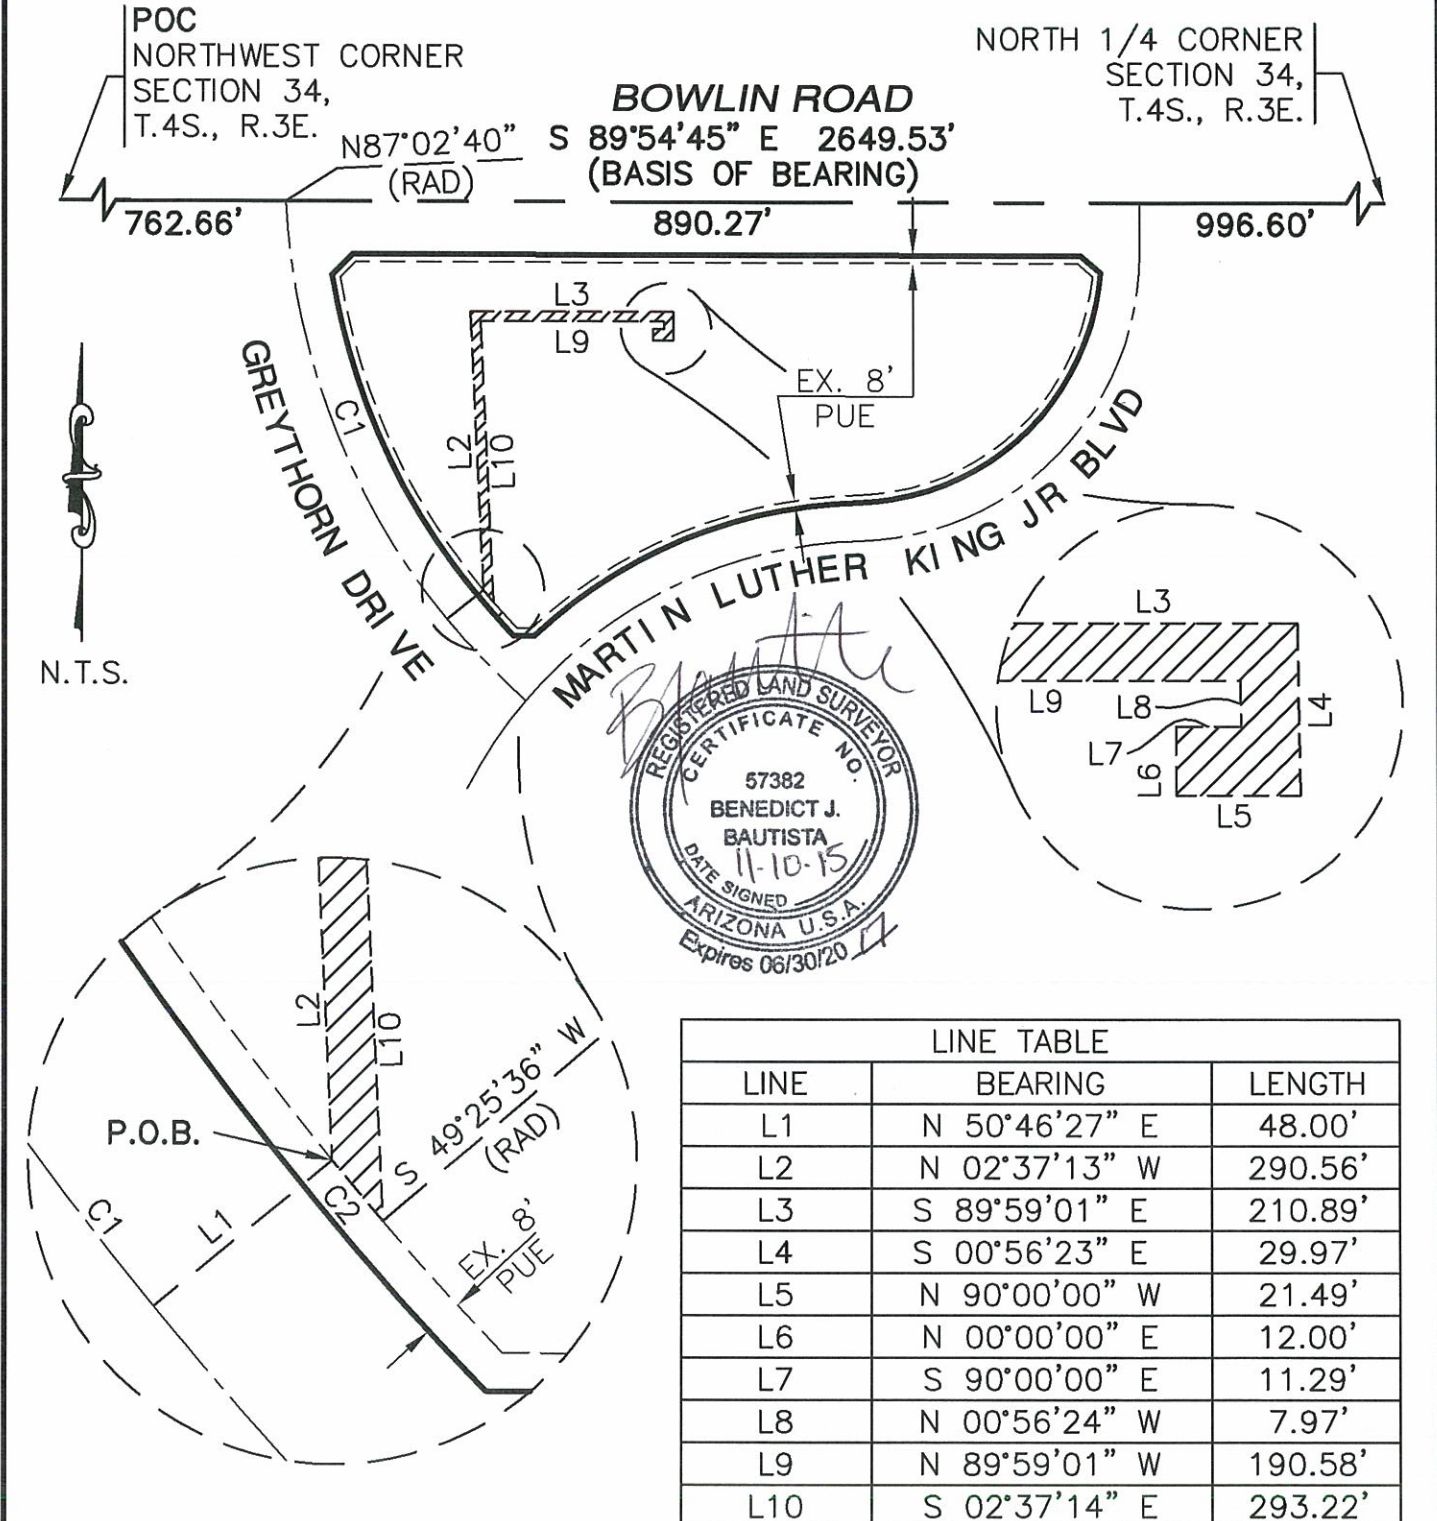 POC
NORTHWEST CORNER
SECTION 34,
T.4S., R.3E.
NORTH 1/4 CORNER
SECTION 34,
T.4S., R.3E.
BOWLIN ROAD
S 89°54'45" E 2649.53'
(BASIS OF BEARING)
N87°02'40"
(RAD)
762.66'
890.27'
996.60'
L3
L9
L2
L10
C1
EX. 8'
PUE
GREYTHORN DRIVE
MARTIN LUTHER KING JR BLVD
N.T.S.
L3
L9
L8
L7
L6
L5
L4
REGISTERED LAND SURVEYOR
CERTIFICATE NO.
57382
BENEDICT J.
BAUTISTA
11-10-15
DATE SIGNED
ARIZONA U.S.A.
Expires 06/30/20 17
L2
L10
P.O.B.
S 49°25'36" W
(RAD)
C2
C1
L1
EX. 8'
PUE
LINE TABLE
LINE BEARING LENGTH
L1 N 50°46'27" E 48.00'
L2 N 02°37'13" W 290.56'
L3 S 89°59'01" E 210.89'
L4 S 00°56'23" E 29.97'
L5 N 90°00'00" W 21.49'
L6 N 00°00'00" E 12.00'
L7 S 90°00'00" E 11.29'
L8 N 00°56'24" W 7.97'
L9 N 89°59'01" W 190.58'
L10 S 02°37'14" E 293.22'